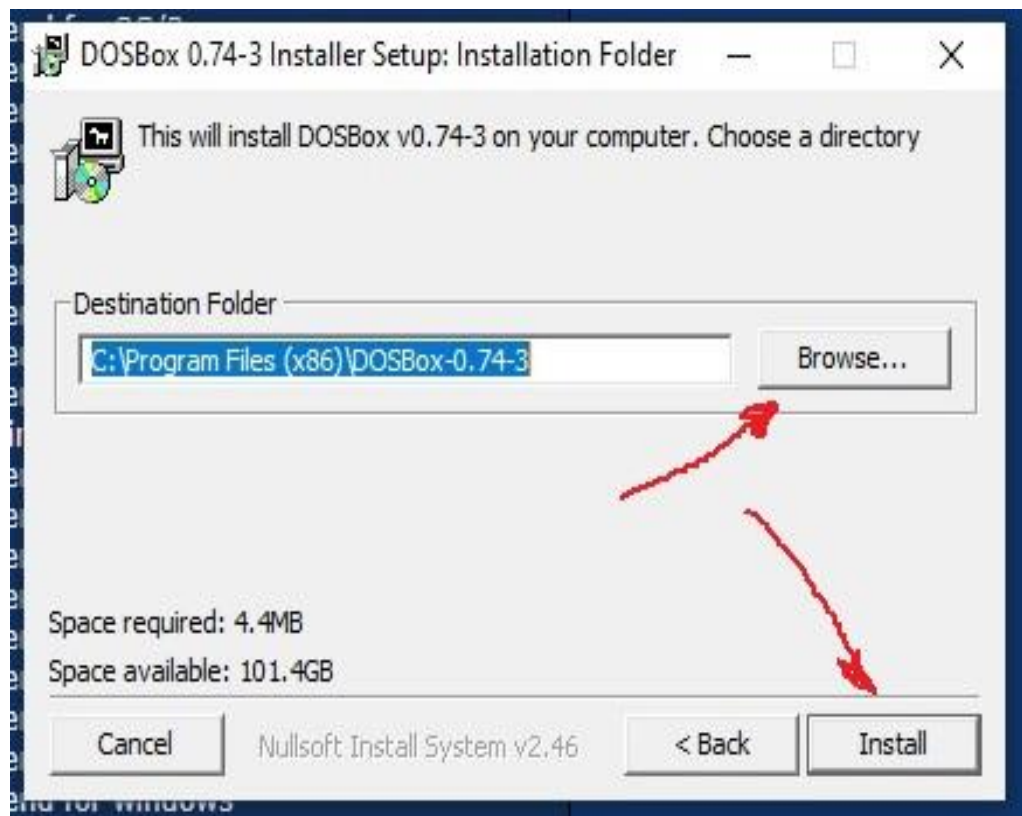 DOSBox 0.74-3 Installer Setup: Installation Folder
This will install DOSBox v0.74-3 on your computer. Choose a directory
Destination Folder
C:\Program Files (x86)\DOSBox-0.74-3
Browse...
Space required: 4.4MB
Space available: 101.4GB
Cancel
Nullsoft Install System v2.46
< Back
Install
for windows